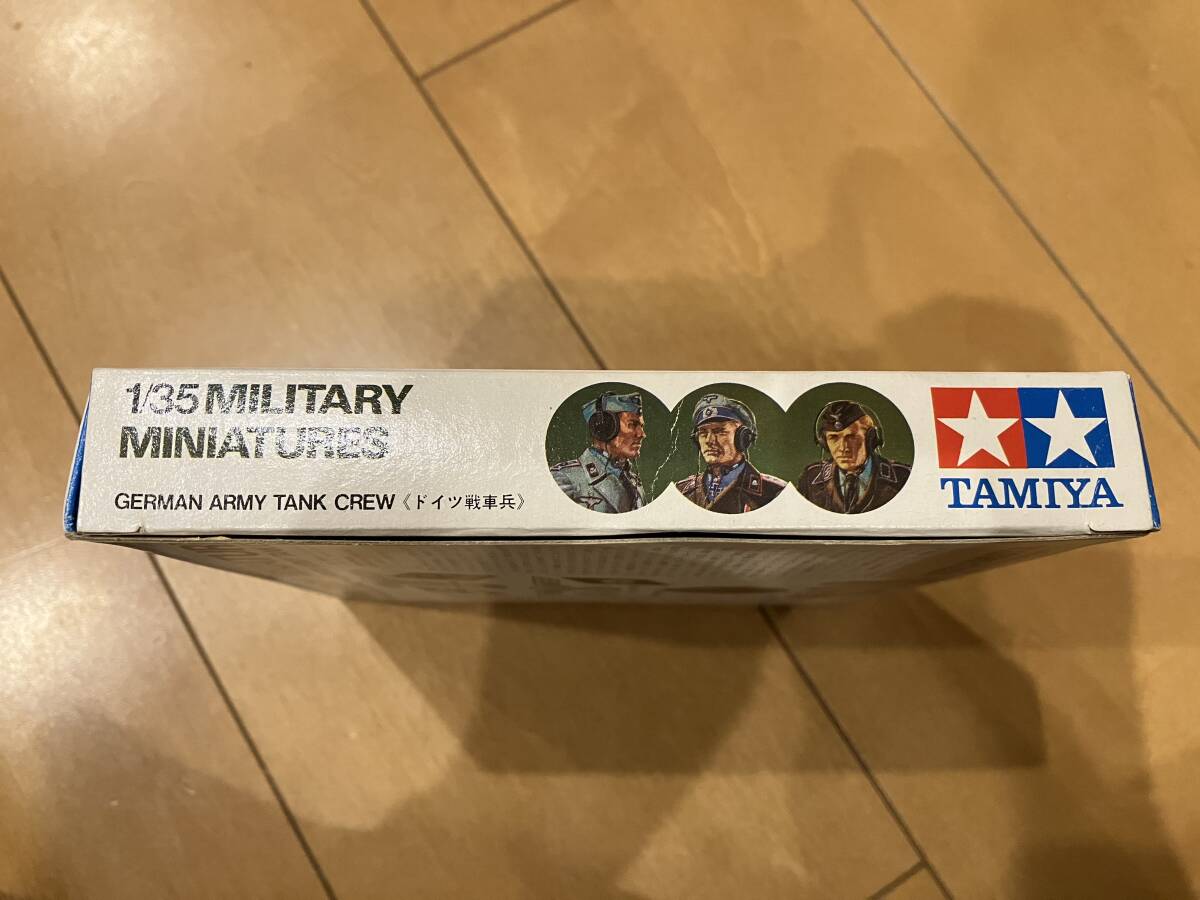 1/35 MILITARY
MINIATURES
GERMAN ARMY TANK CREW《ドイツ戦車兵》
TAMIYA